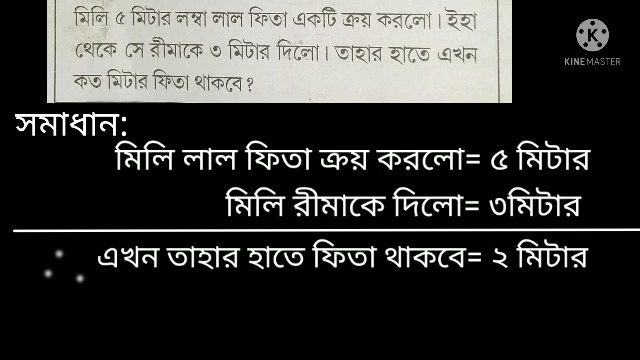 মিলি ৫ মিটার লম্বা লাল ফিতা একটি ক্রয় করলো। ইহা
থেকে সে রীমাকে ৩ মিটার দিলো। তাহার হাতে এখন
কত মিটার ফিতা থাকবে?
KINEMASTER
সমাধান:
মিলি লাল ফিতা ক্রয় করলো= ৫ মিটার
মিলি রীমাকে দিলো= ৩মিটার
এখন তাহার হাতে ফিতা থাকবে= ২ মিটার